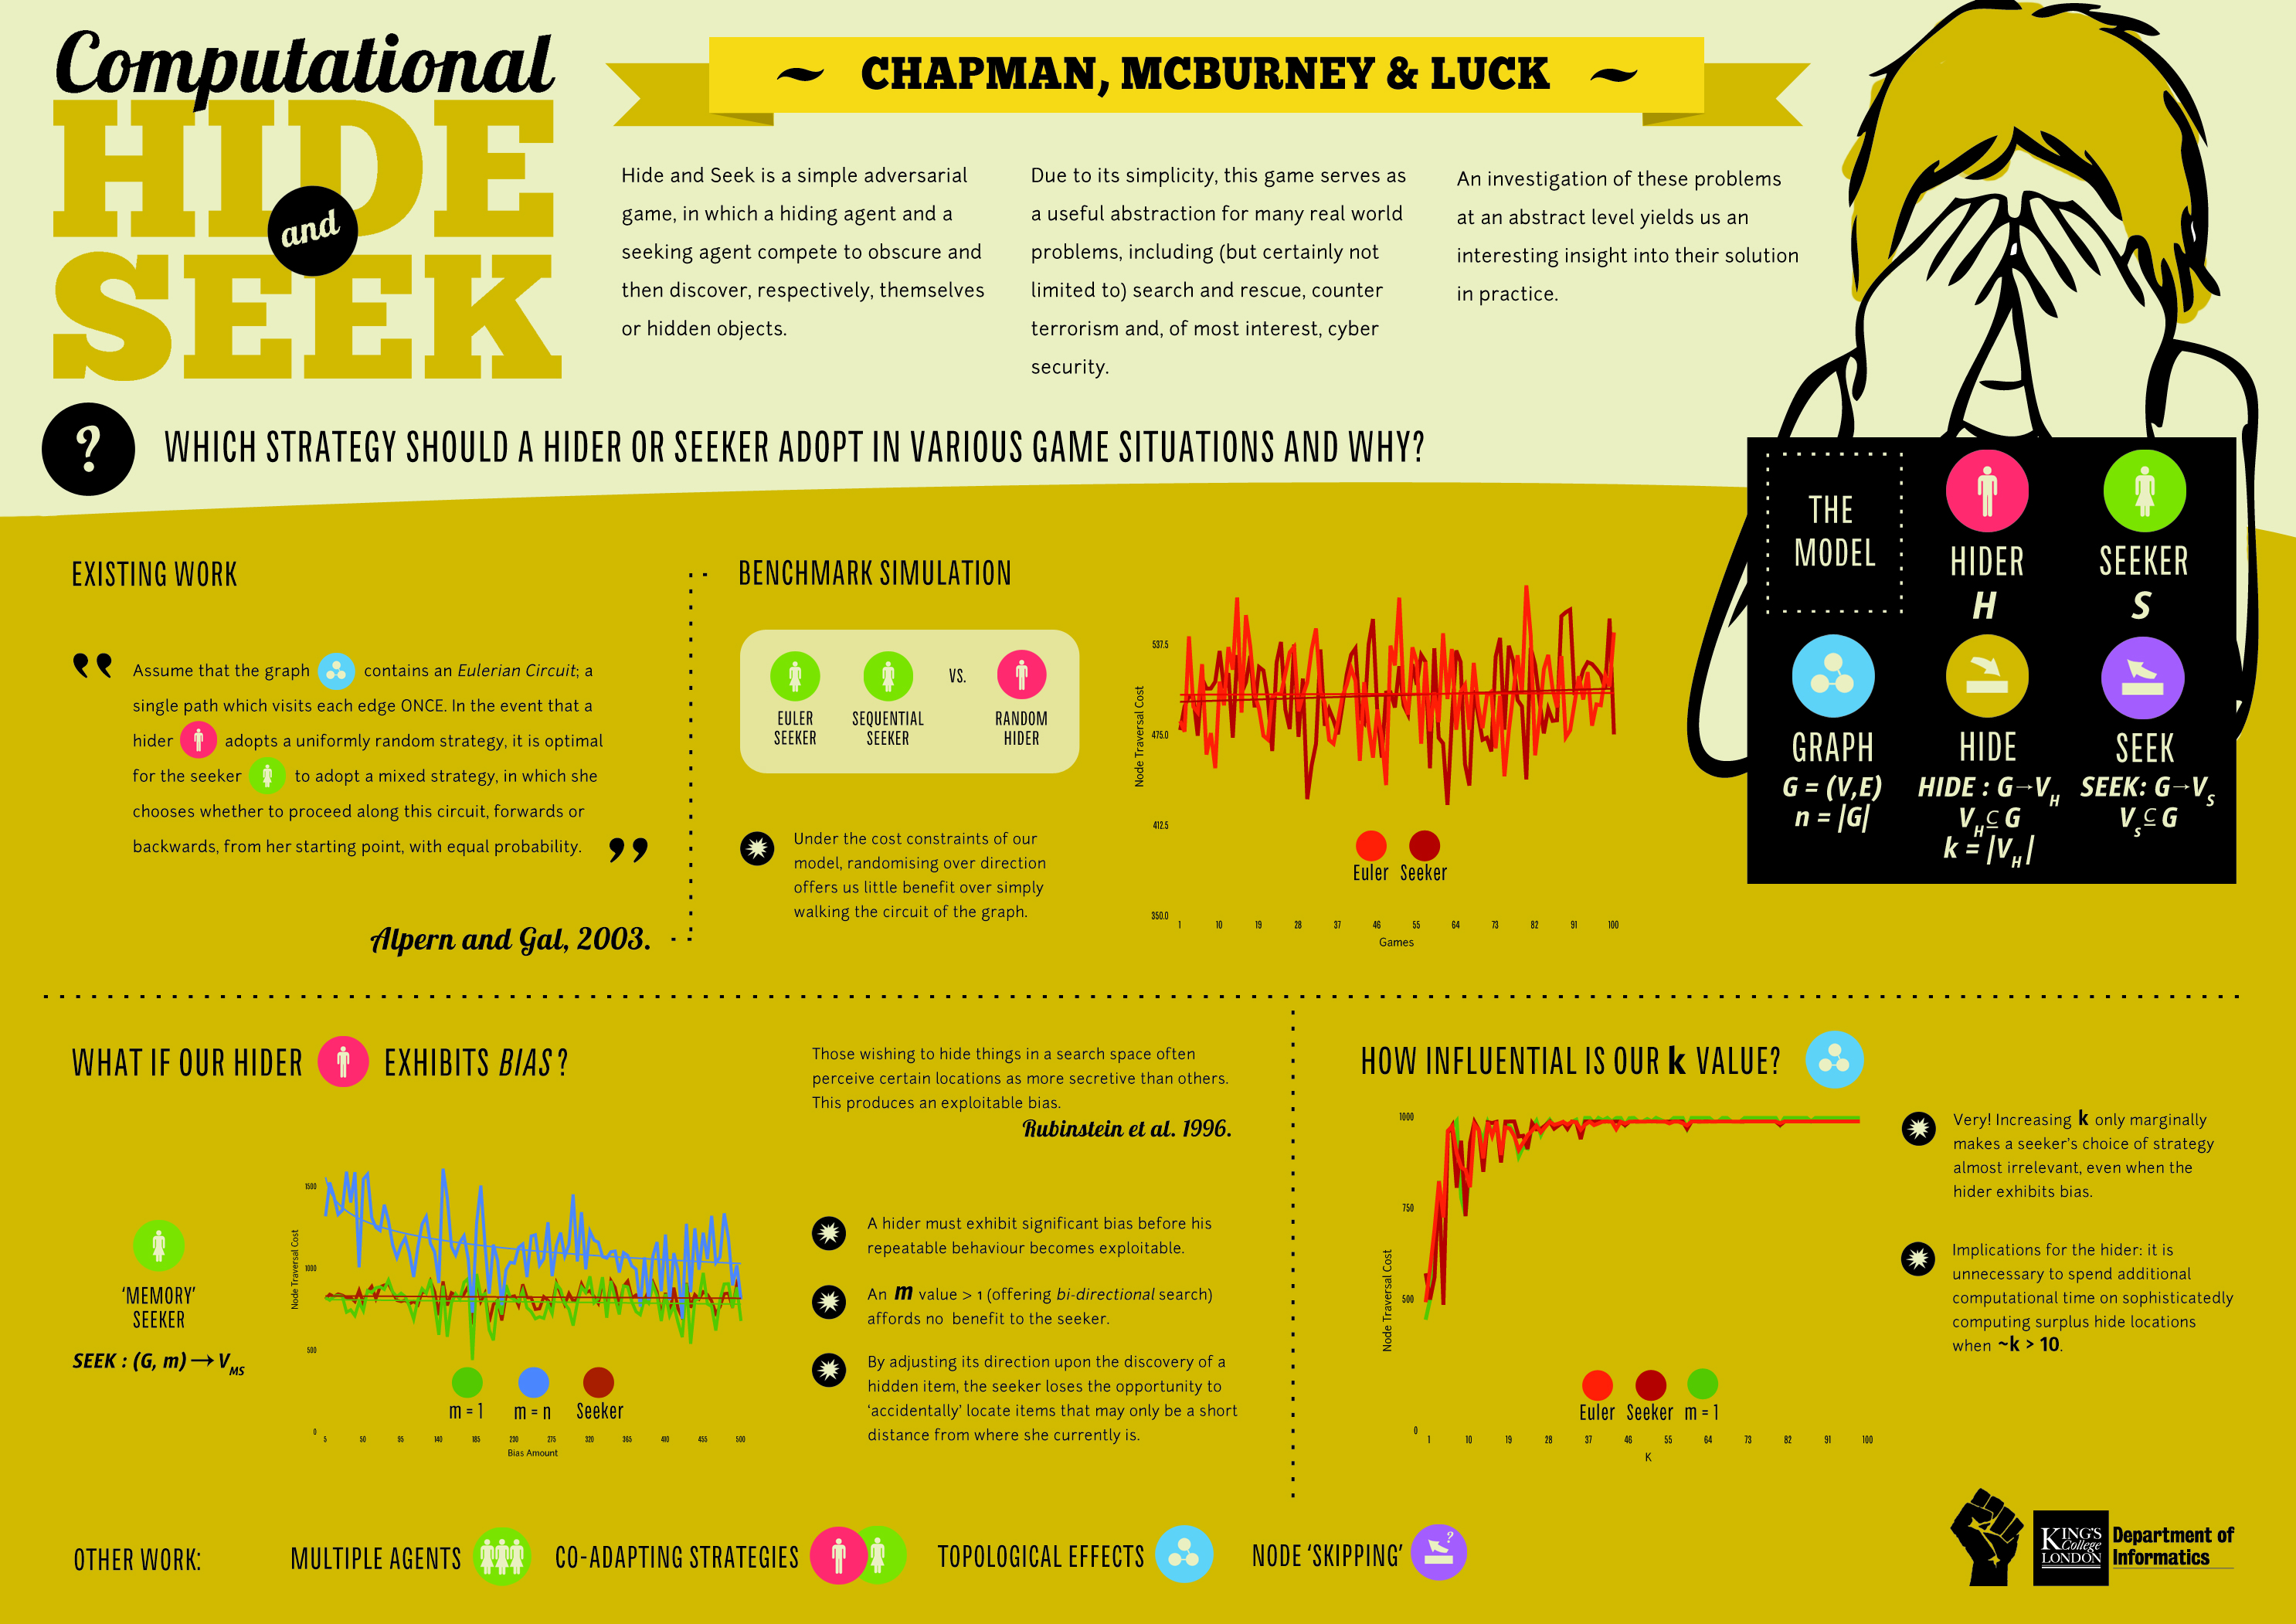 Computational
HIDE
and
SEEK
~ CHAPMAN, MCBURNEY & LUCK ~
Hide and Seek is a simple adversarial
game, in which a hiding agent and a
seeking agent compete to obscure and
then discover, respectively, themselves
or hidden objects.
Due to its simplicity, this game serves as
a useful abstraction for many real world
problems, including (but certainly not
limited to) search and rescue, counter
terrorism and, of most interest, cyber
security.
An investigation of these problems
at an abstract level yields us an
interesting insight into their solution
in practice.
?
WHICH STRATEGY SHOULD A HIDER OR SEEKER ADOPT IN VARIOUS GAME SITUATIONS AND WHY?
THE
MODEL
HIDER
H
SEEKER
S
GRAPH
G = (V,E)
n = |G|
HIDE
HIDE : G→VH
VH⊆ G
k = |VH|
SEEK
SEEK: G→VS
Vs⊆ G
EXISTING WORK
“ Assume that the graph contains an Eulerian Circuit; a
single path which visits each edge ONCE. In the event that a
hider adopts a uniformly random strategy, it is optimal
for the seeker to adopt a mixed strategy, in which she
chooses whether to proceed along this circuit, forwards or
backwards, from her starting point, with equal probability. ”
Alpern and Gal, 2003.
BENCHMARK SIMULATION
EULER
SEEKER
SEQUENTIAL
SEEKER
VS.
RANDOM
HIDER
Under the cost constraints of our
model, randomising over direction
offers us little benefit over simply
walking the circuit of the graph.
Node Traversal Cost
537.5
475.0
412.5
350.0
1 10 19 28 37 46 55 64 73 82 91 100
Games
Euler Seeker
WHAT IF OUR HIDER EXHIBITS BIAS?
Those wishing to hide things in a search space often
perceive certain locations as more secretive than others.
This produces an exploitable bias.
Rubinstein et al. 1996.
'MEMORY'
SEEKER
SEEK : (G, m) → VMS
Node Traversal Cost
1500
1000
500
0
5 50 95 140 185 230 275 320 365 410 455 500
Bias Amount
m = 1 m = n Seeker
A hider must exhibit significant bias before his
repeatable behaviour becomes exploitable.
An m value > 1 (offering bi-directional search)
affords no benefit to the seeker.
By adjusting its direction upon the discovery of a
hidden item, the seeker loses the opportunity to
‘accidentally’ locate items that may only be a short
distance from where she currently is.
HOW INFLUENTIAL IS OUR k VALUE?
Node Traversal Cost
1000
750
500
0
1 10 19 28 37 46 55 64 73 82 91 100
K
Euler Seeker m = 1
Very! Increasing k only marginally
makes a seeker's choice of strategy
almost irrelevant, even when the
hider exhibits bias.
Implications for the hider: it is
unnecessary to spend additional
computational time on sophisticatedly
computing surplus hide locations
when ~k > 10.
OTHER WORK:
MULTIPLE AGENTS
CO-ADAPTING STRATEGIES
TOPOLOGICAL EFFECTS
NODE ‘SKIPPING’
?
KING'S
College
LONDON
Department of
Informatics